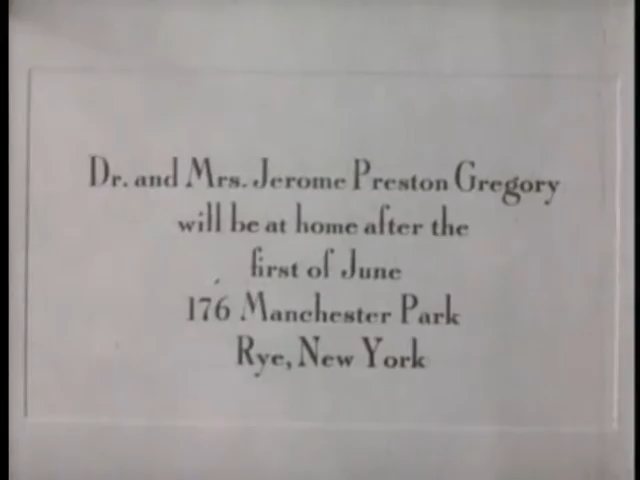 Dr. and Mrs. Jerome Preston Gregory
will be at home after the
first of June
176 Manchester Park
Rye, New York